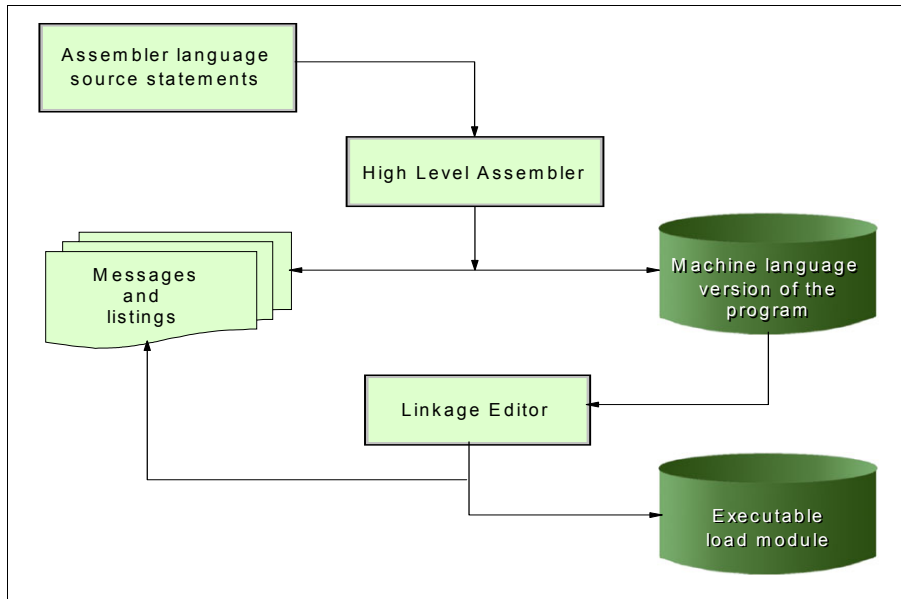 Assembler language
source statements
High Level Assembler
Messages
and
listings
Machine language
version of the
program
Linkage Editor
Executable
load module